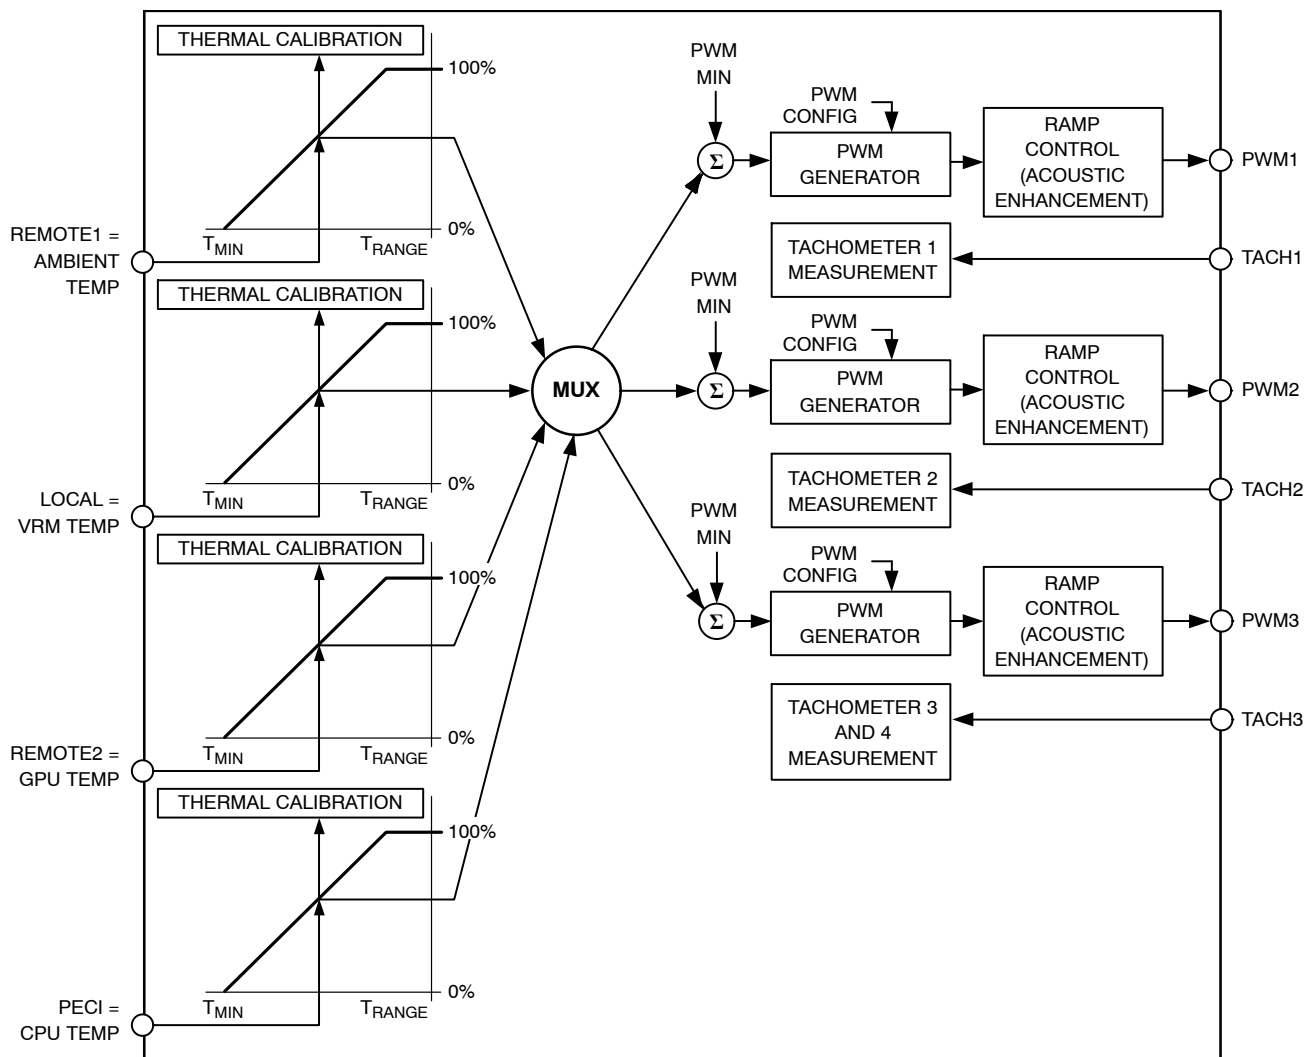 THERMAL CALIBRATION
100%
0%
TMIN
TRANGE
REMOTE1 =
AMBIENT
TEMP
THERMAL CALIBRATION
100%
0%
TMIN
TRANGE
LOCAL =
VRM TEMP
THERMAL CALIBRATION
100%
0%
TMIN
TRANGE
REMOTE2 =
GPU TEMP
THERMAL CALIBRATION
100%
0%
TMIN
TRANGE
PECI =
CPU TEMP
MUX
PWM
MIN
Σ
PWM
CONFIG
PWM
GENERATOR
RAMP
CONTROL
(ACOUSTIC
ENHANCEMENT)
PWM1
TACHOMETER 1
MEASUREMENT
TACH1
PWM
MIN
Σ
PWM
CONFIG
PWM
GENERATOR
RAMP
CONTROL
(ACOUSTIC
ENHANCEMENT)
PWM2
TACHOMETER 2
MEASUREMENT
TACH2
PWM
MIN
Σ
PWM
CONFIG
PWM
GENERATOR
RAMP
CONTROL
(ACOUSTIC
ENHANCEMENT)
PWM3
TACHOMETER 3
AND 4
MEASUREMENT
TACH3